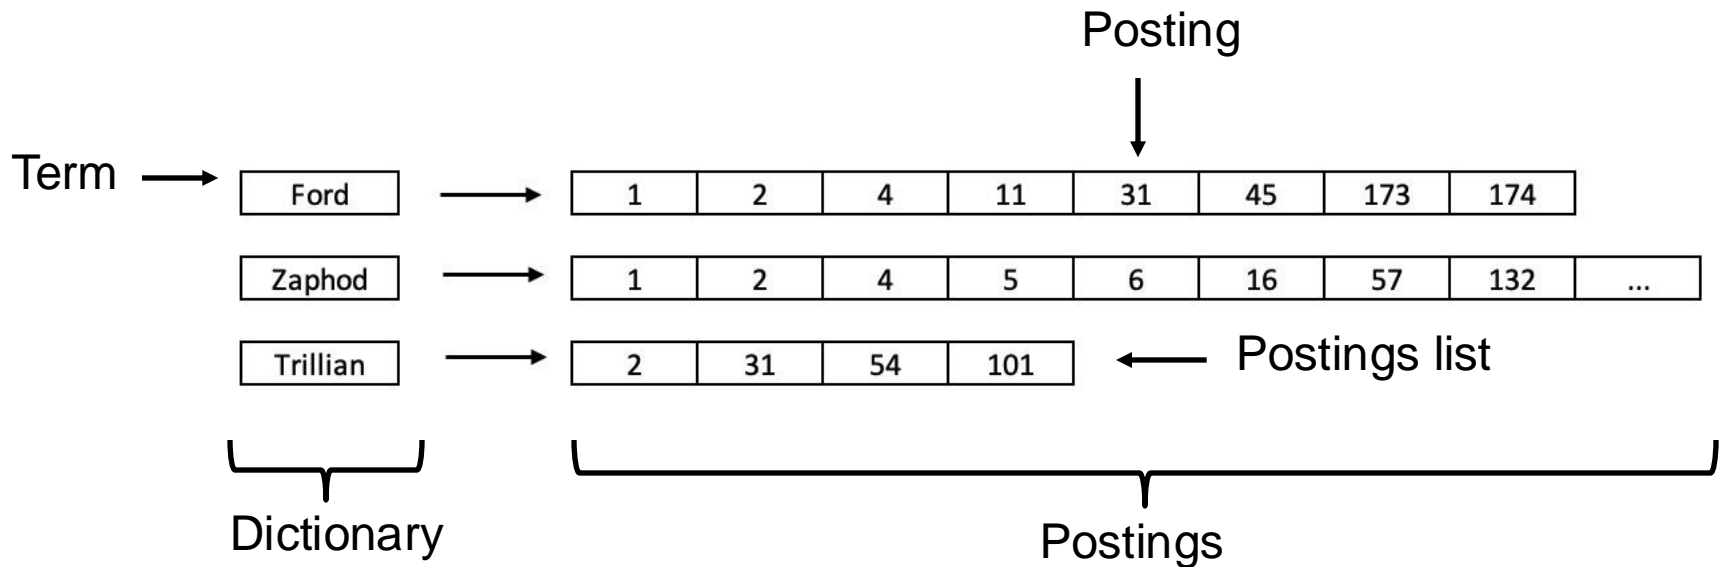 Posting
Term
Ford 1 2 4 11 31 45 173 174
Zaphod 1 2 4 5 6 16 57 132 ...
Trillian 2 31 54 101 Postings list
Dictionary
Postings